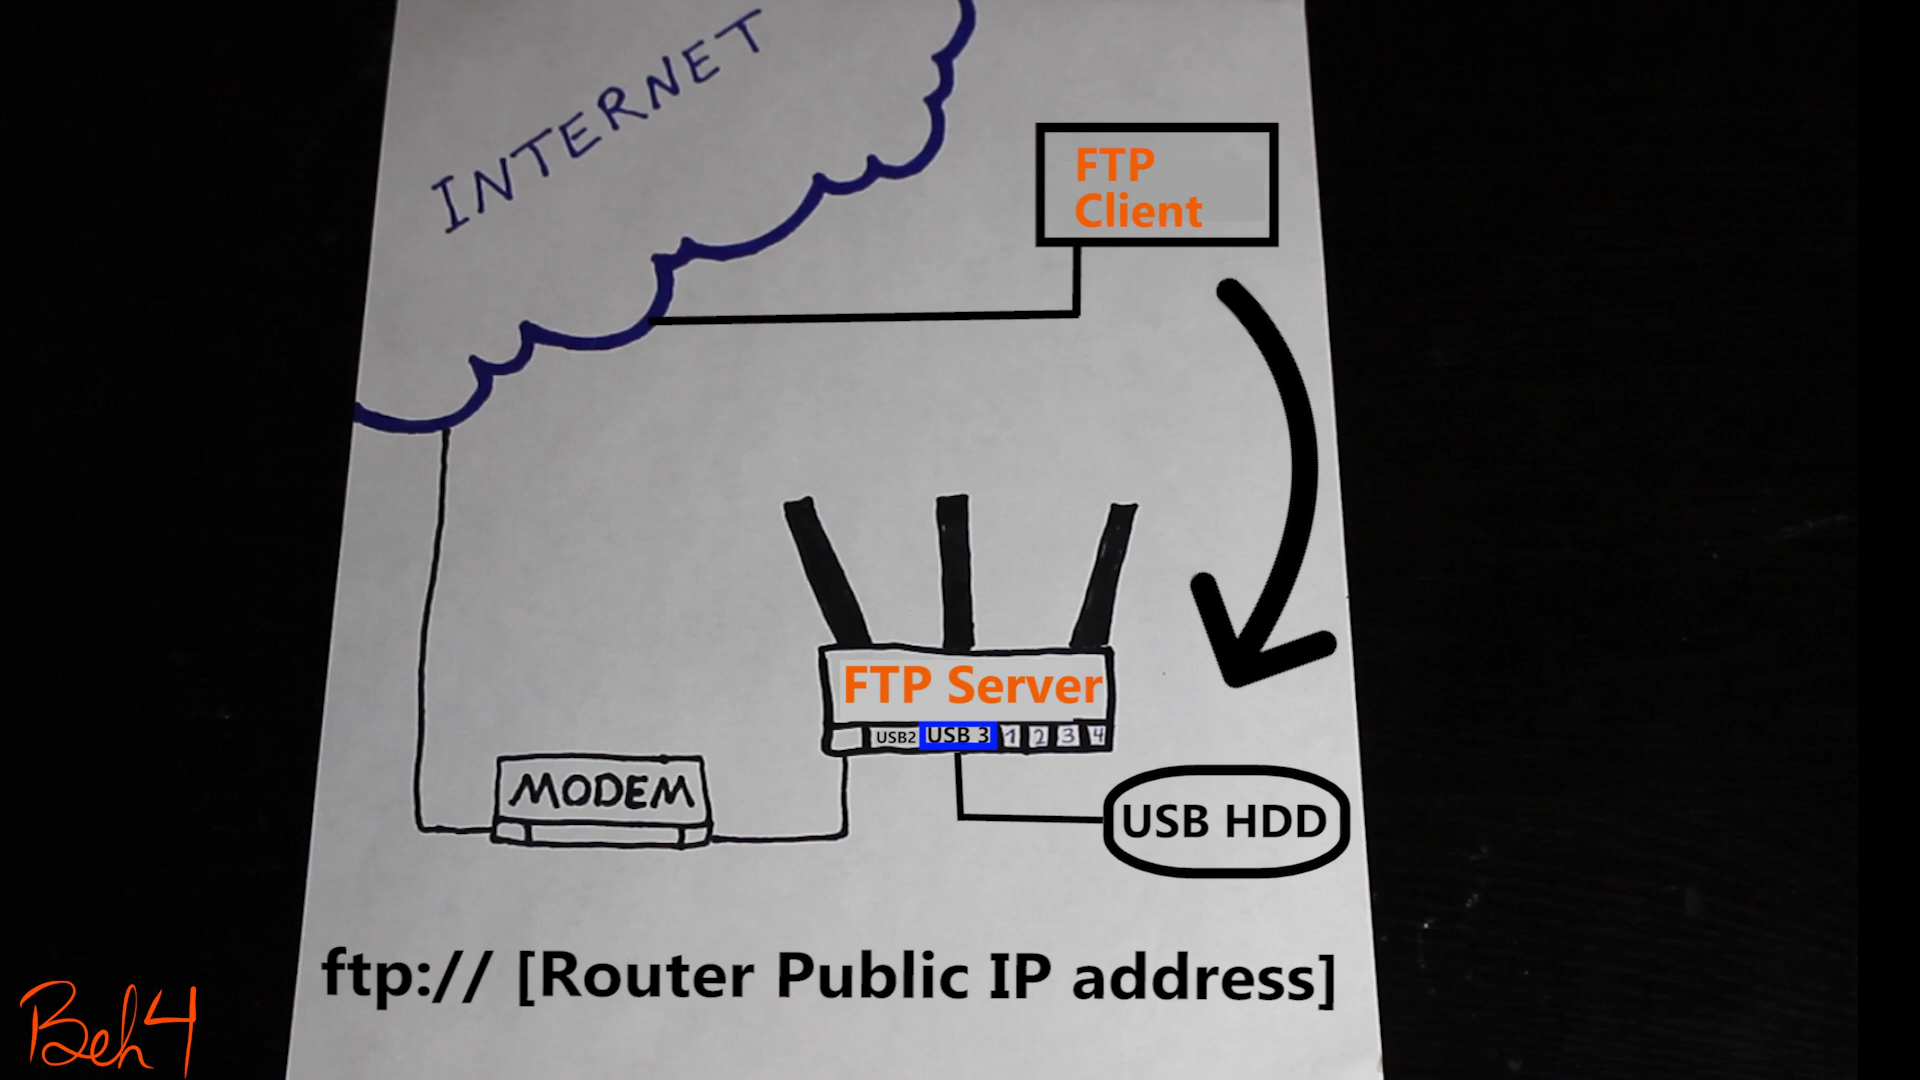 INTERNET
FTP
Client
FTP Server
USB2 USB 3 1 2 3 4
MODEM
USB HDD
ftp:// [Router Public IP address]
Beh4